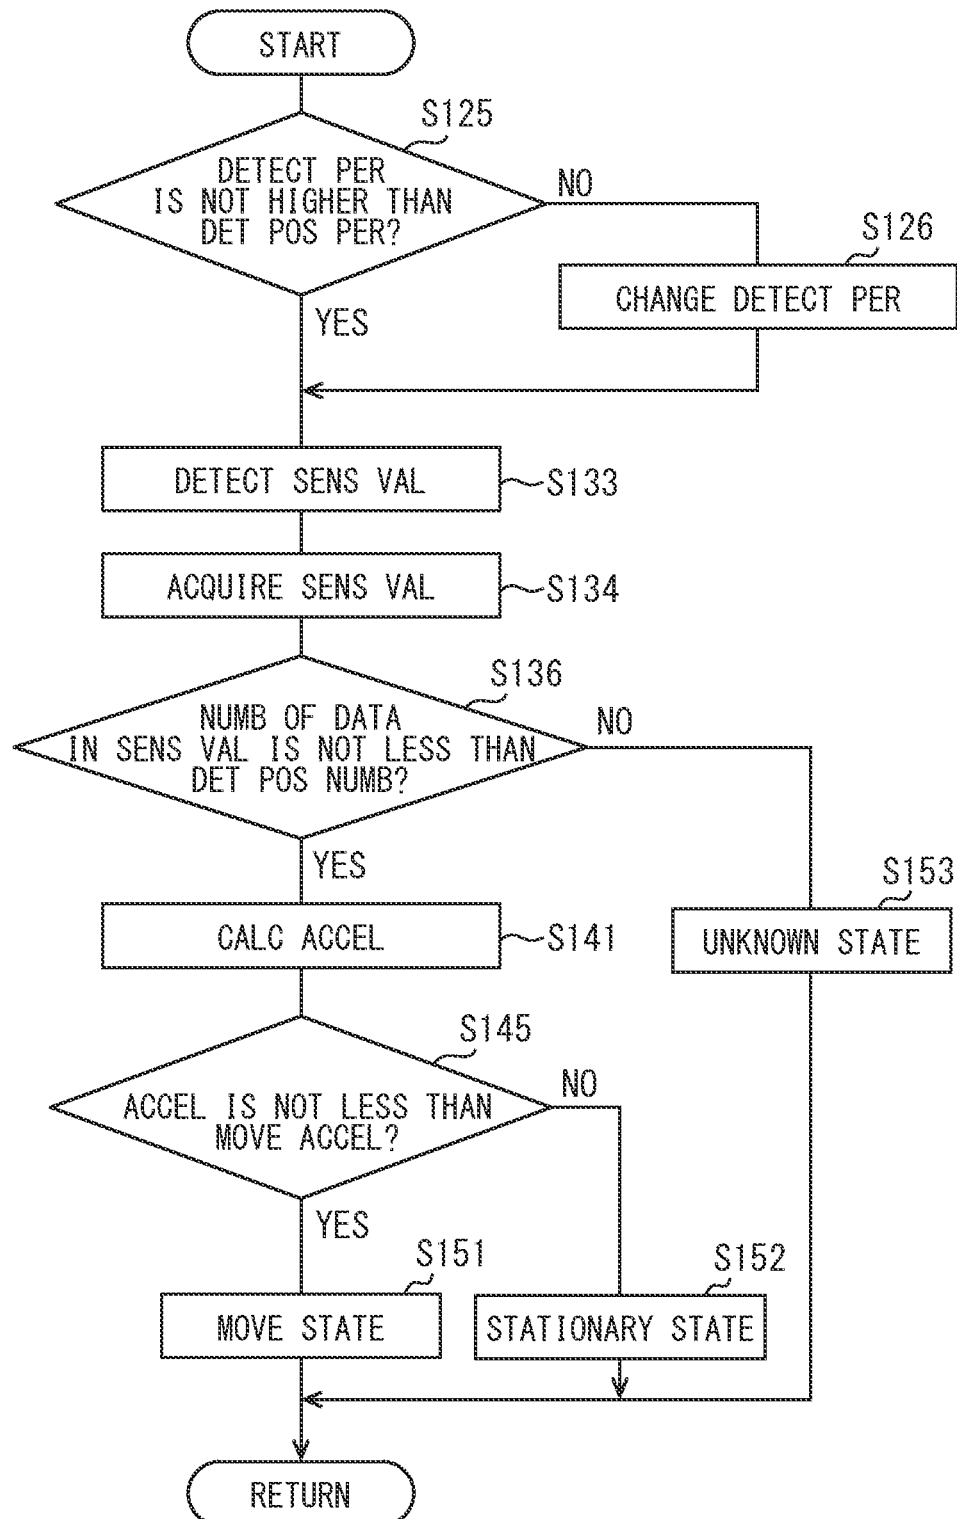 START
S125
DETECT PER
IS NOT HIGHER THAN
DET POS PER?
NO
S126
CHANGE DETECT PER
YES
DETECT SENS VAL
S133
ACQUIRE SENS VAL
S134
S136
NUMB OF DATA
IN SENS VAL IS NOT LESS THAN
DET POS NUMB?
NO
YES
S153
UNKNOWN STATE
CALC ACCEL
S141
S145
ACCEL IS NOT LESS THAN
MOVE ACCEL?
NO
YES
S151
MOVE STATE
S152
STATIONARY STATE
RETURN